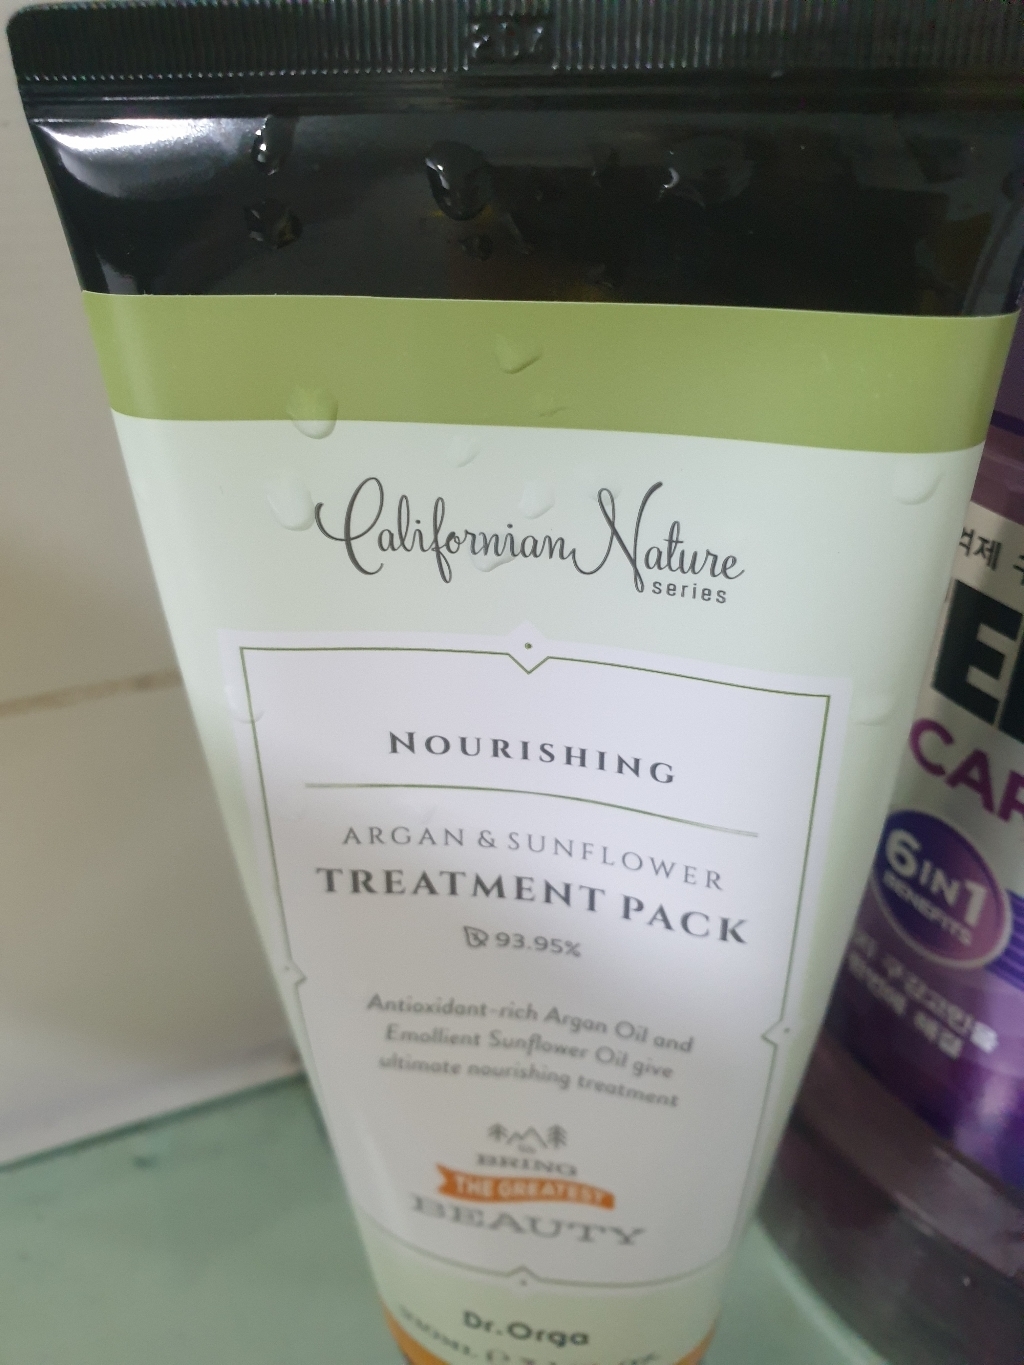 Californian Nature
series
NOURISHING
ARGAN & SUNFLOWER
TREATMENT PACK
93.95%
Antioxidant-rich Argan Oil and
Emollient Sunflower Oil give
ultimate nourishing treatment
BRING
THE GREATEST
BEAUTY
Dr.Orga
CAR
6IN1
BENEFITS